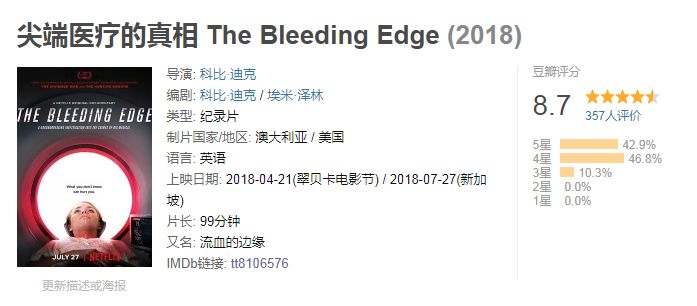 尖端医疗的真相 The Bleeding Edge (2018)
THE BLEEDING EDGE
What you don't know
can hurt you.
JULY 27 | NETFLIX
更新描述或海报
导演: 科比·迪克
编剧: 科比·迪克 / 埃米·泽林
类型: 纪录片
制片国家/地区: 澳大利亚 / 美国
语言: 英语
上映日期: 2018-04-21(翠贝卡电影节) / 2018-07-27(新加
坡)
片长: 99分钟
又名: 流血的边缘
IMDb链接: tt8106576
豆瓣评分
8.7
357人评价
5星 42.9%
4星 46.8%
3星 10.3%
2星 0.0%
1星 0.0%